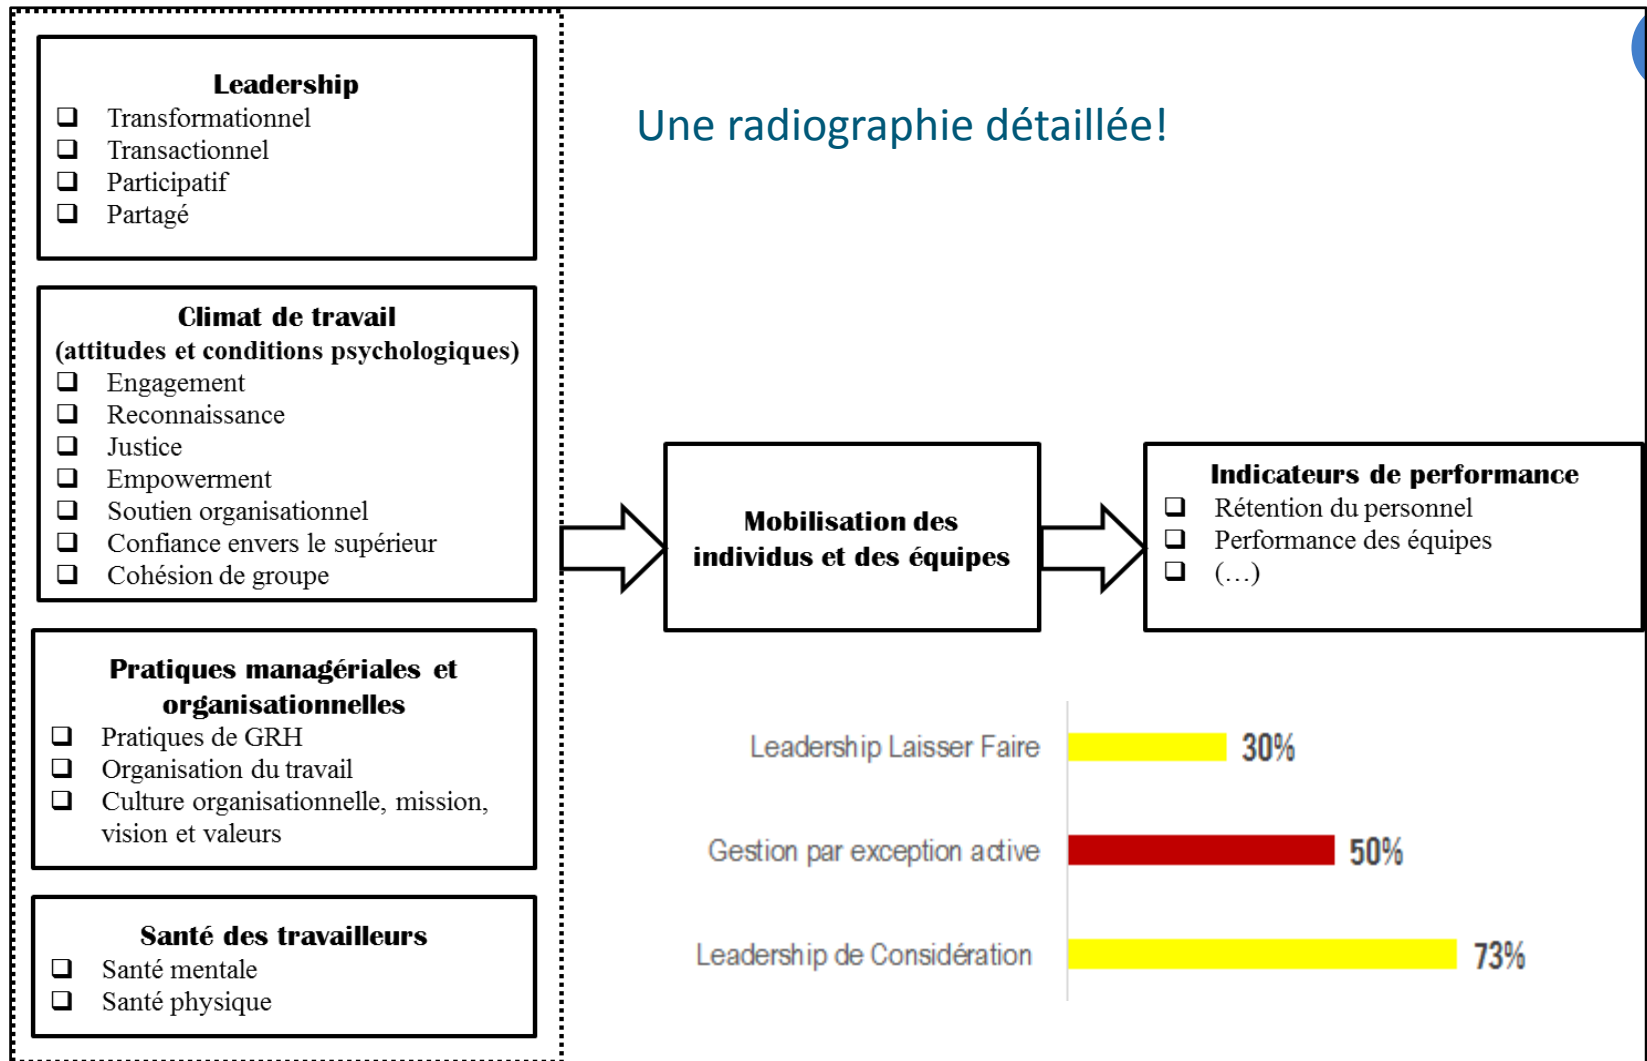 Leadership
❑ Transformationnel
❑ Transactionnel
❑ Participatif
❑ Partagé
Climat de travail
(attitudes et conditions psychologiques)
❑ Engagement
❑ Reconnaissance
❑ Justice
❑ Empowerment
❑ Soutien organisationnel
❑ Confiance envers le supérieur
❑ Cohésion de groupe
Pratiques managériales et
organisationnelles
❑ Pratiques de GRH
❑ Organisation du travail
❑ Culture organisationnelle, mission,
vision et valeurs
Santé des travailleurs
❑ Santé mentale
❑ Santé physique
Une radiographie détaillée!
Mobilisation des
individus et des équipes
Indicateurs de performance
❑ Rétention du personnel
❑ Performance des équipes
❑ (…)
Leadership Laisser Faire 30%
Gestion par exception active 50%
Leadership de Considération 73%